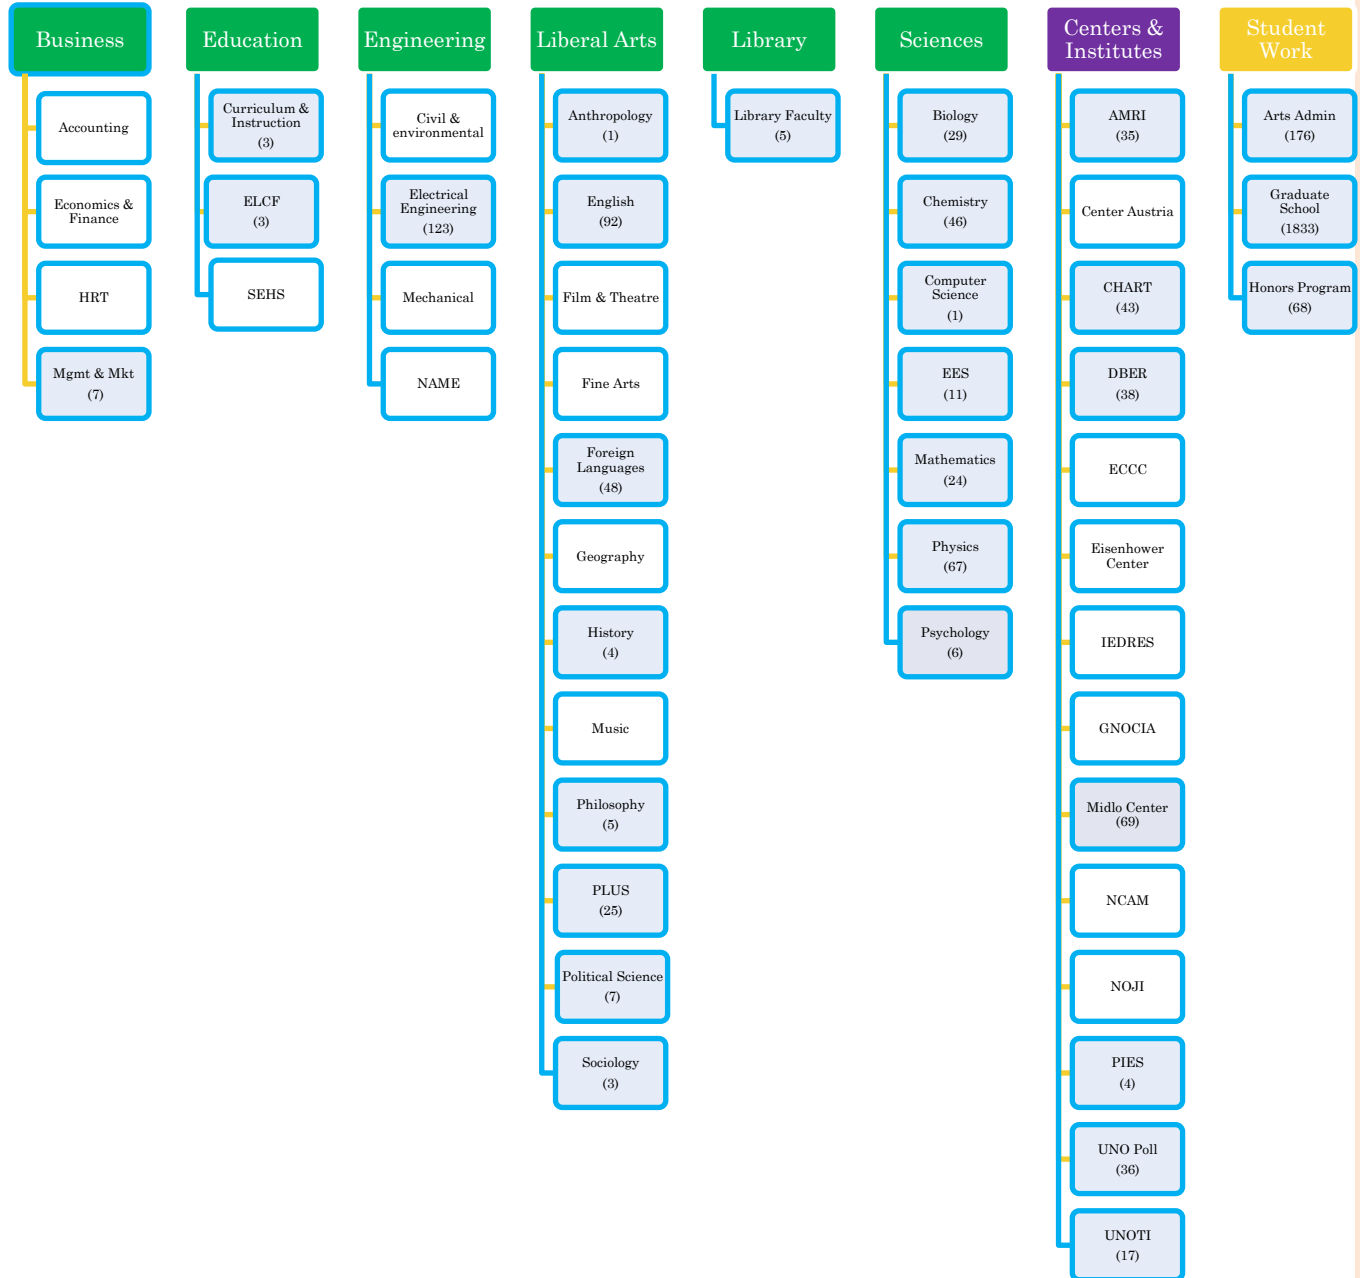 Business
Accounting
Economics &
Finance
HRT
Mgmt & Mkt
(7)
Education
Curriculum &
Instruction
(3)
ELCF
(3)
SEHS
Engineering
Civil &
environmental
Electrical
Engineering
(123)
Mechanical
NAME
Liberal Arts
Anthropology
(1)
English
(92)
Film & Theatre
Fine Arts
Foreign
Languages
(48)
Geography
History
(4)
Music
Philosophy
(5)
PLUS
(25)
Political Science
(7)
Sociology
(3)
Library
Library Faculty
(5)
Sciences
Biology
(29)
Chemistry
(46)
Computer
Science
(1)
EES
(11)
Mathematics
(24)
Physics
(67)
Psychology
(6)
Centers &
Institutes
AMRI
(35)
Center Austria
CHART
(43)
DBER
(38)
ECCC
Eisenhower
Center
IEDRES
GNOCIA
Midlo Center
(69)
NCAM
NOJI
PIES
(4)
UNO Poll
(36)
UNOTI
(17)
Student
Work
Arts Admin
(176)
Graduate
School
(1833)
Honors Program
(68)